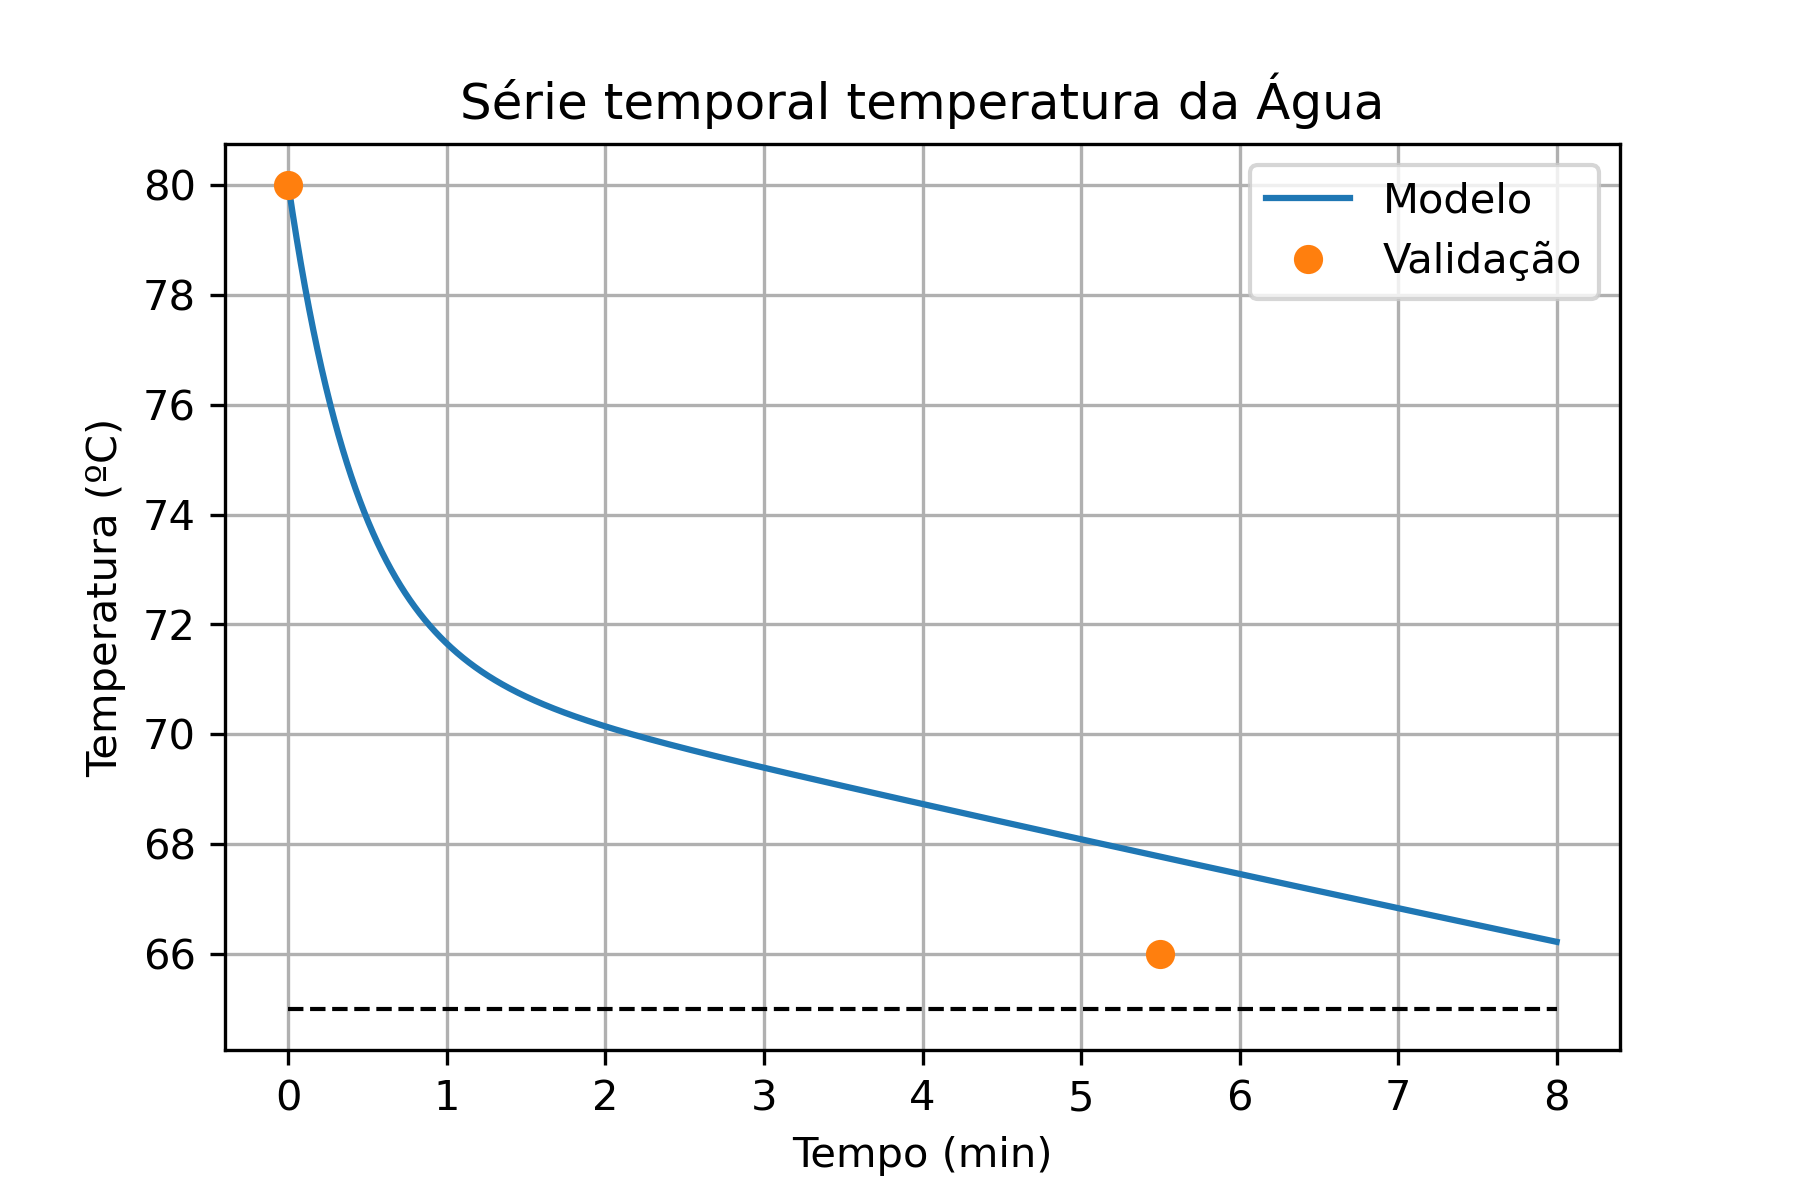 Série temporal temperatura da Água
Modelo
Validação
Temperatura (ºC)
80
78
76
74
72
70
68
66
0 1 2 3 4 5 6 7 8
Tempo (min)